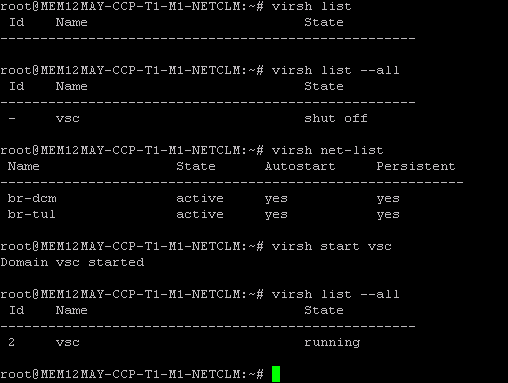 root@MEM12MAY-CCP-T1-M1-NETCLM:~# virsh list
 Id    Name                           State
----------------------------------------------------

root@MEM12MAY-CCP-T1-M1-NETCLM:~# virsh list --all
 Id    Name                           State
----------------------------------------------------
 -     vsc                            shut off

root@MEM12MAY-CCP-T1-M1-NETCLM:~# virsh net-list
 Name                 State      Autostart     Persistent
----------------------------------------------------------
 br-dcm               active     yes           yes
 br-tul               active     yes           yes

root@MEM12MAY-CCP-T1-M1-NETCLM:~# virsh start vsc
Domain vsc started

root@MEM12MAY-CCP-T1-M1-NETCLM:~# virsh list --all
 Id    Name                           State
----------------------------------------------------
 2     vsc                            running

root@MEM12MAY-CCP-T1-M1-NETCLM:~#